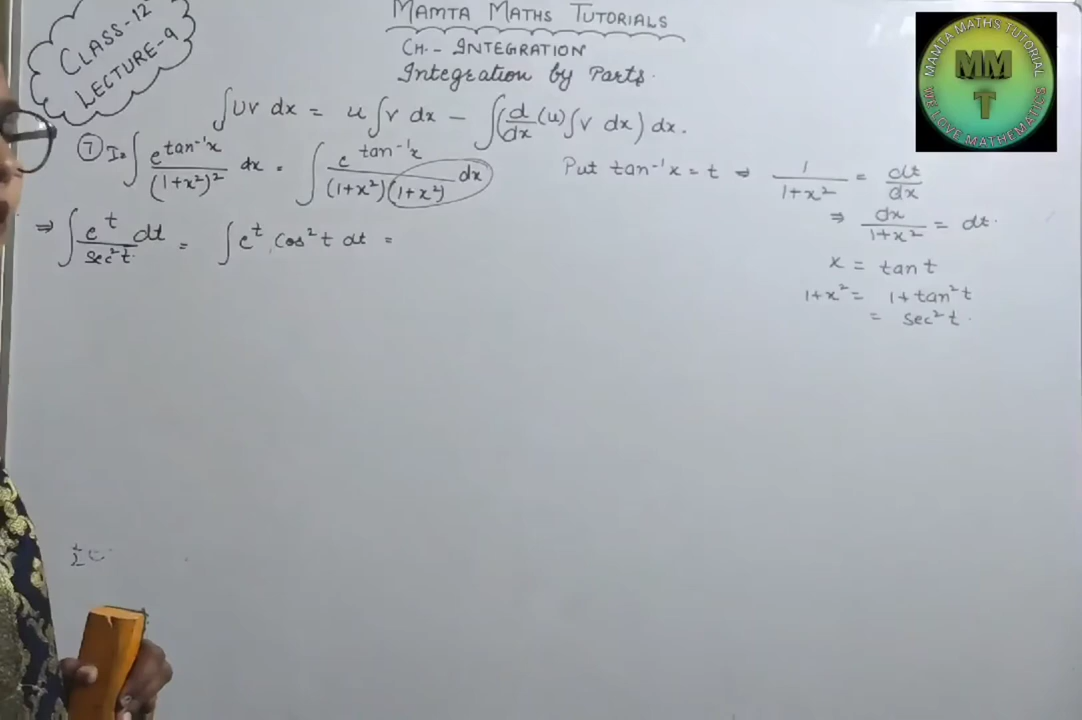 CLASS-12
LECTURE-9
MAMTA MATHS TUTORIALS
CH.- INTEGRATION
Integration by Parts.
∫uv dx = u∫v dx - ∫(d/dx (u)∫v dx) dx.
⑦ I= ∫ e^(tan⁻¹x)/(1+x²)² dx = ∫ e^(tan⁻¹x)/((1+x²)(1+x²)) dx
⇒ ∫ e^t/sec²t dt = ∫ e^t. cos²t dt =
Put tan⁻¹x = t ⇒ 1/(1+x²) = dt/dx
⇒ dx/(1+x²) = dt.
x = tan t
1+x² = 1+tan²t
= sec²t.
MAMTA MATHS TUTORIAL
MM
T
WE LOVE MATHEMATICS